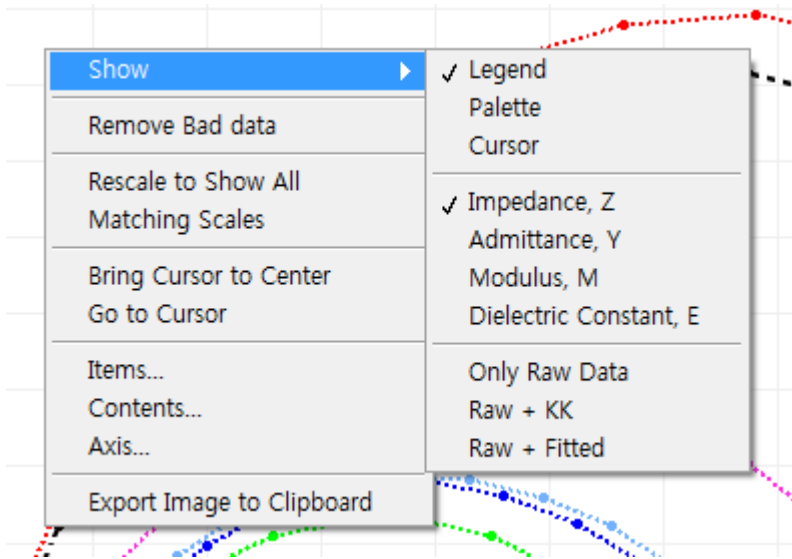 Show
Remove Bad data
Rescale to Show All
Matching Scales
Bring Cursor to Center
Go to Cursor
Items...
Contents...
Axis...
Export Image to Clipboard
Legend
Palette
Cursor
Impedance, Z
Admittance, Y
Modulus, M
Dielectric Constant, E
Only Raw Data
Raw + KK
Raw + Fitted